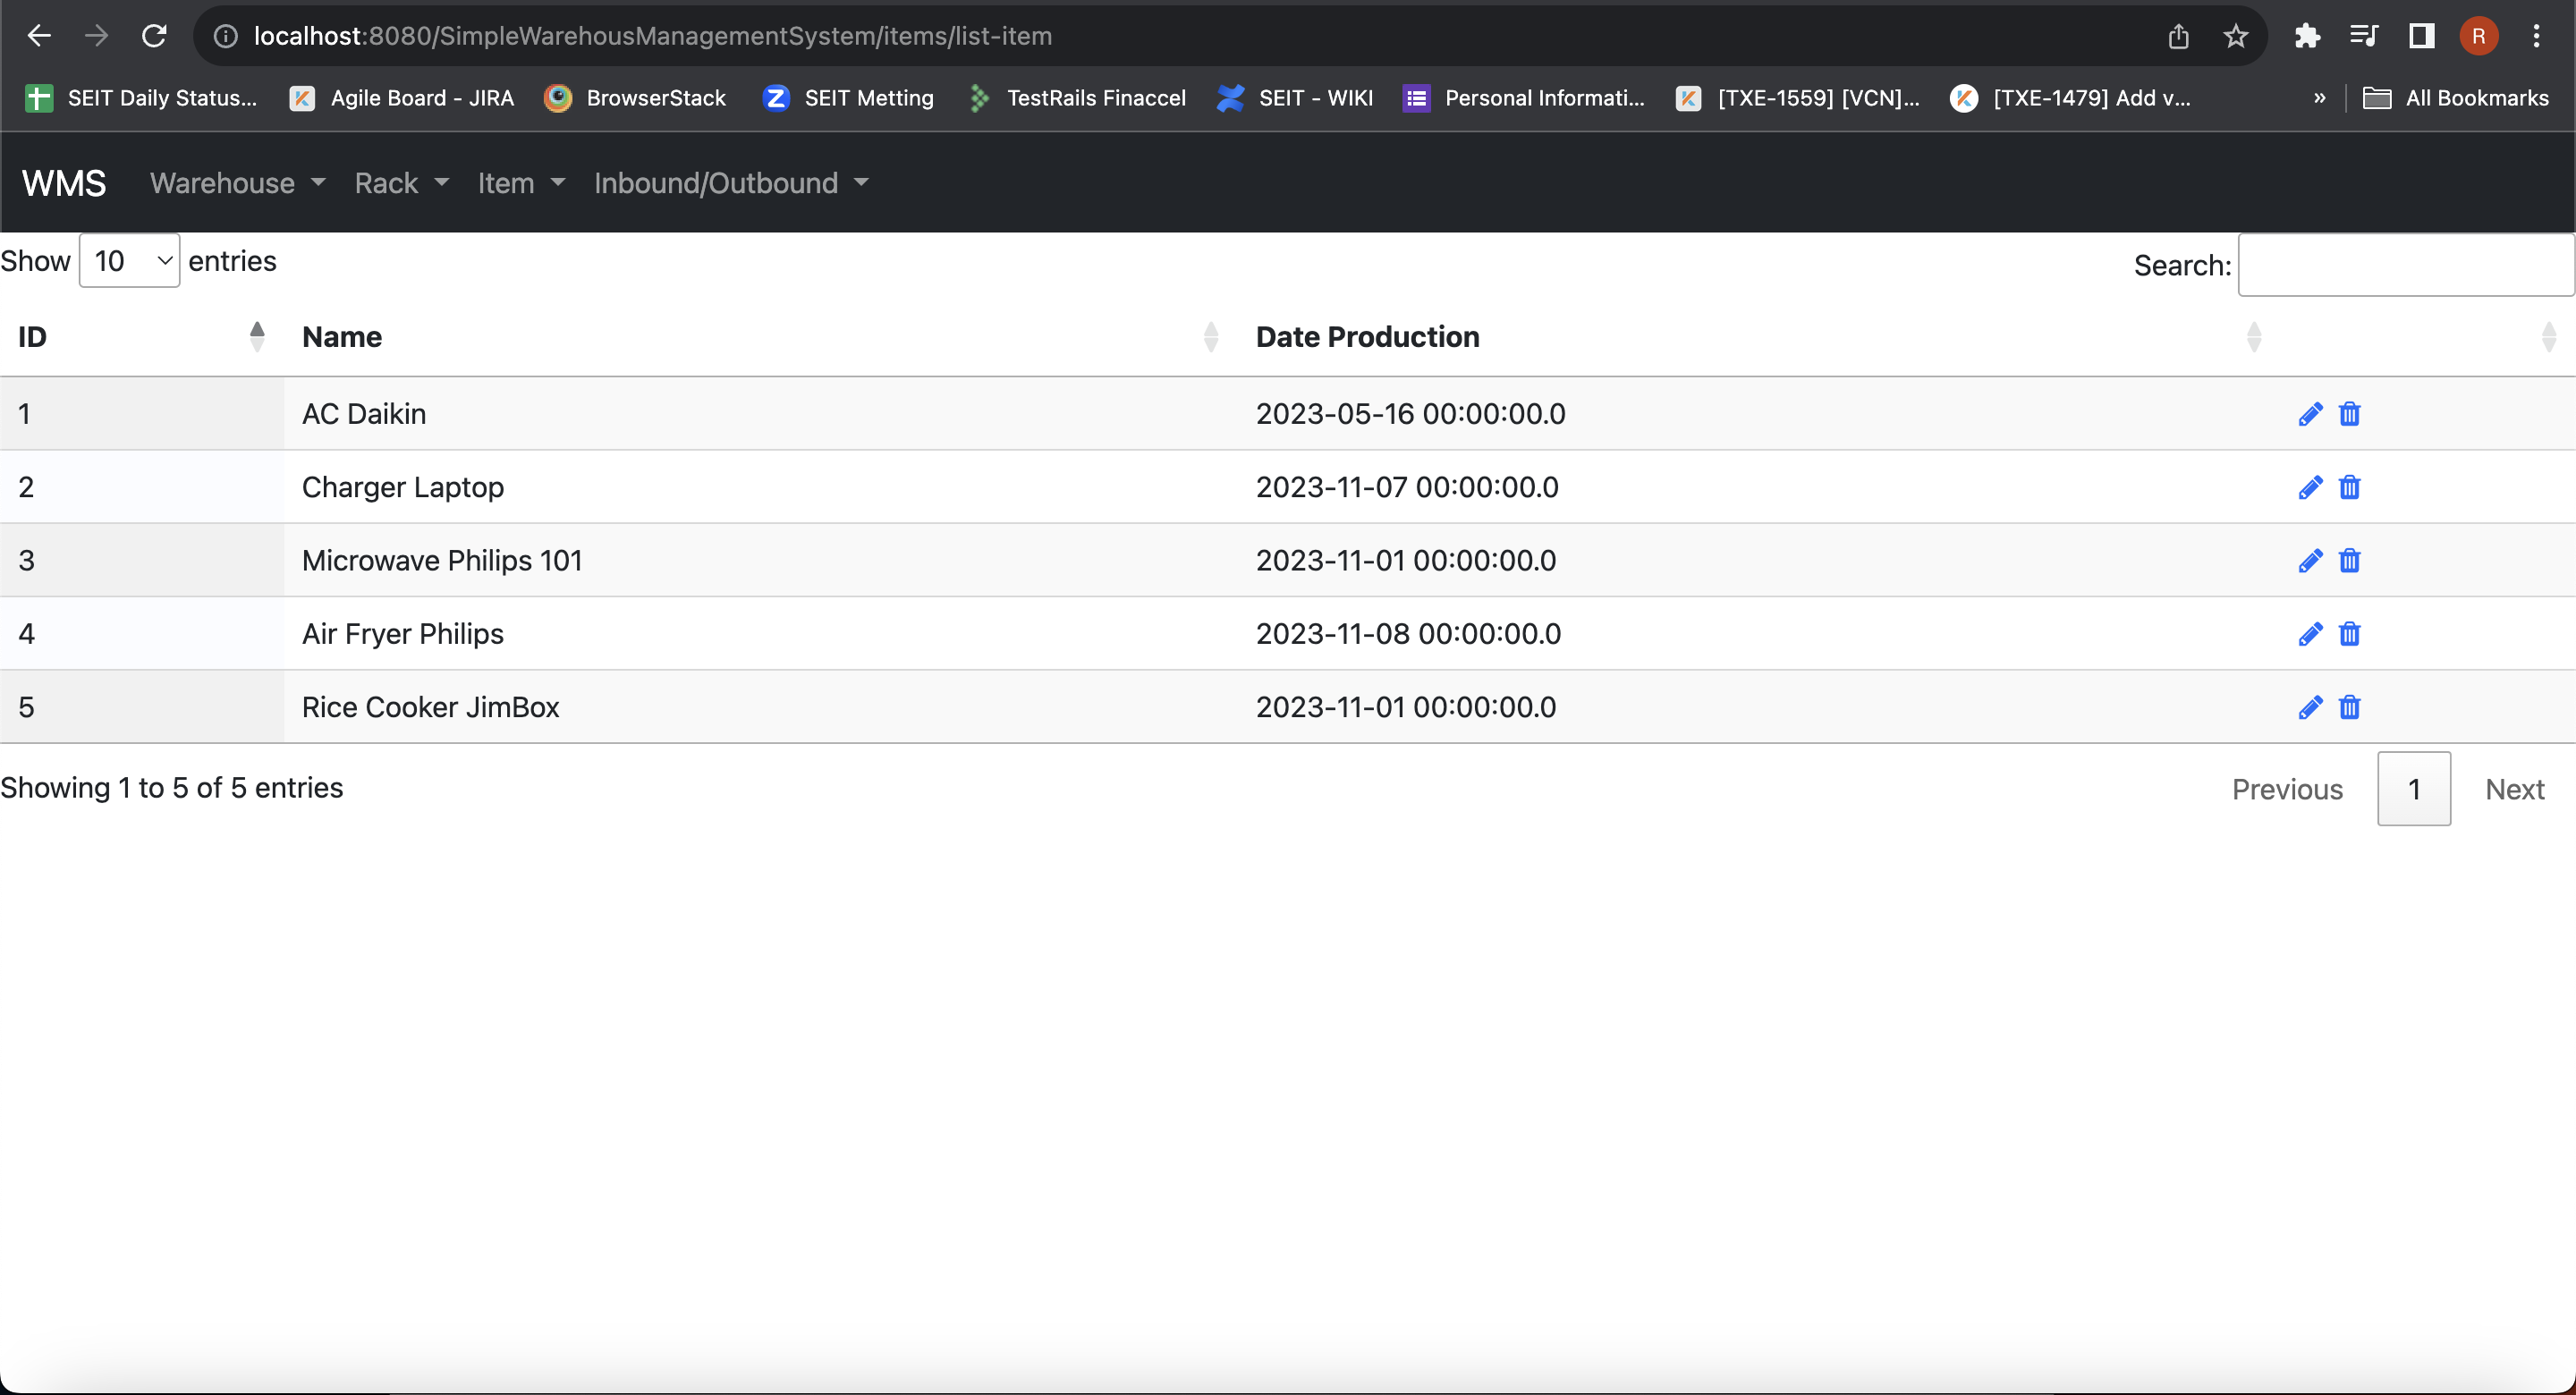 localhost:8080/SimpleWarehousManagementSystem/items/list-item
R
SEIT Daily Status... Agile Board - JIRA BrowserStack SEIT Metting TestRails Finaccel SEIT - WIKI Personal Informati... [TXE-1559] [VCN]... [TXE-1479] Add v... » All Bookmarks
WMS Warehouse Rack Item Inbound/Outbound
Show 10 entries Search:
ID Name Date Production
1 AC Daikin 2023-05-16 00:00:00.0
2 Charger Laptop 2023-11-07 00:00:00.0
3 Microwave Philips 101 2023-11-01 00:00:00.0
4 Air Fryer Philips 2023-11-08 00:00:00.0
5 Rice Cooker JimBox 2023-11-01 00:00:00.0
Showing 1 to 5 of 5 entries Previous 1 Next